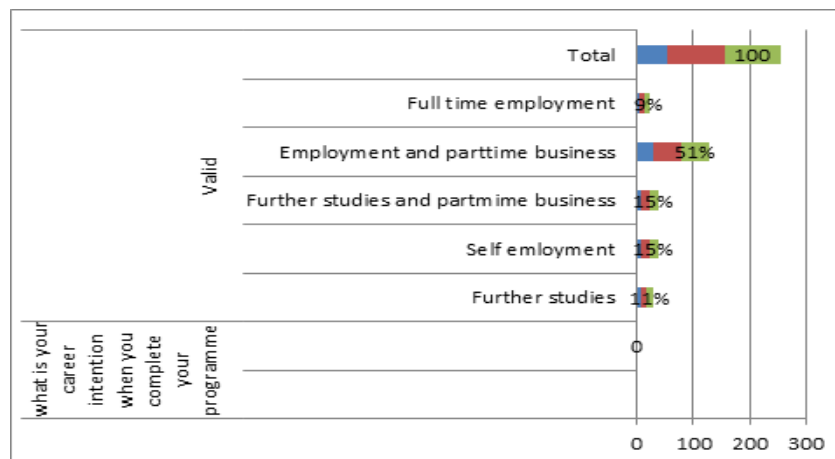 Total
100
Full time employment
9%
Employment and parttime business
51%
Further studies and partmime business
15%
Self emloyment
15%
Further studies
11%
Valid
0
what is your
career
intention
when you
complete
your
programme
0 100 200 300